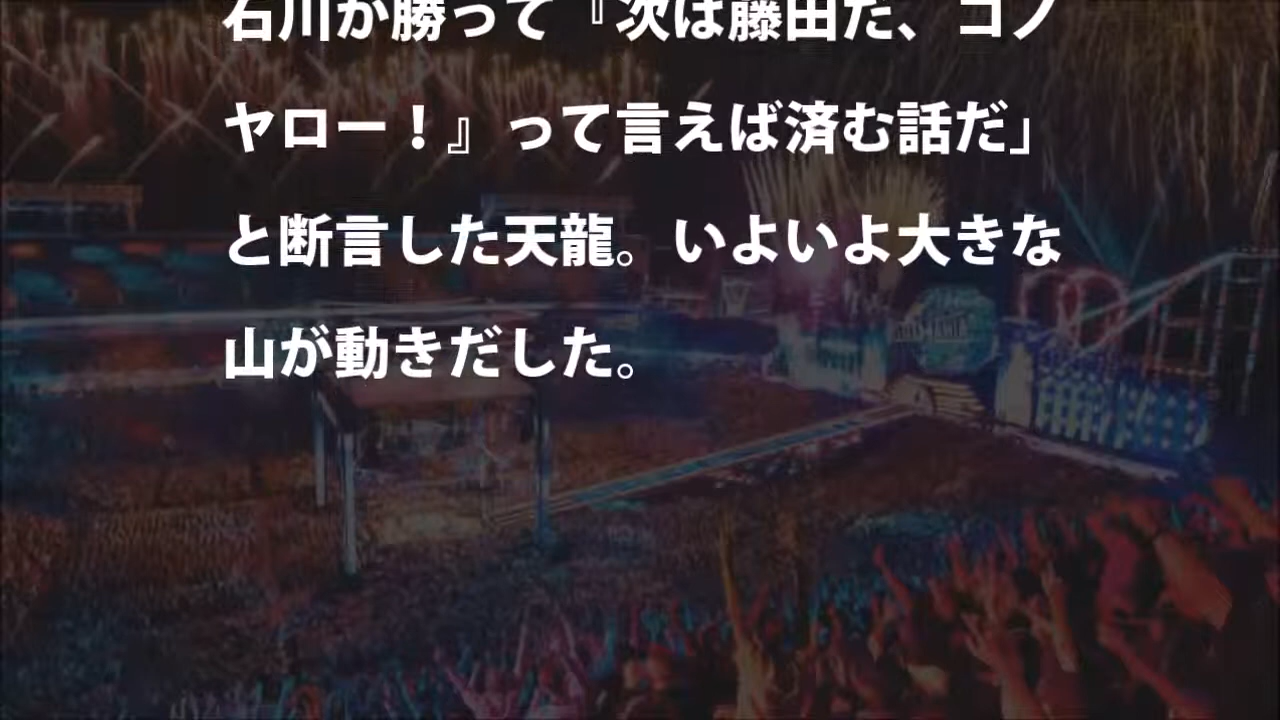 石川が勝って『次は藤田だ、コノ
ヤロー！』って言えば済む話だ」
と断言した天龍。いよいよ大きな
山が動きだした。